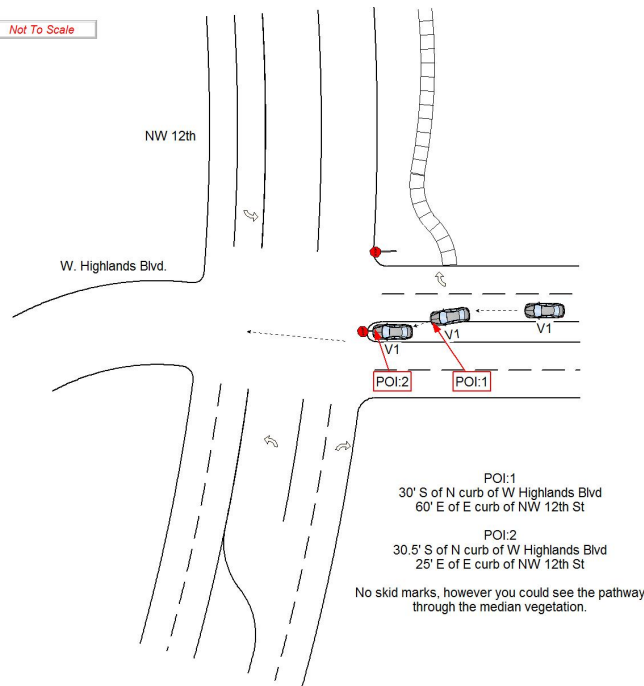 Not To Scale
NW 12th
W. Highlands Blvd.
V1
V1
V1
POI:2
POI:1
POI:1
30' S of N curb of W Highlands Blvd
60' E of E curb of NW 12th St
POI:2
30.5' S of N curb of W Highlands Blvd
25' E of E curb of NW 12th St
No skid marks, however you could see the pathway
through the median vegetation.